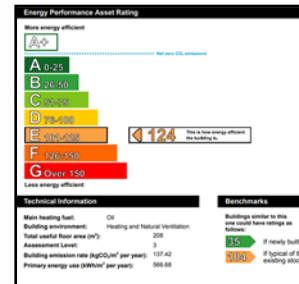 Energy Performance Asset Rating
More energy efficient
A+
Net zero CO₂ emissions
A 0-25
B 26-50
C 51-75
D 76-100
E 101-125
124 This is how energy efficient
the building is.
F 126-150
G Over 150
Less energy efficient
Technical Information
Main heating fuel: Oil
Building environment: Heating and Natural Ventilation
Total useful floor area (m²): 208
Assessment Level: 3
Building emission rate (kgCO₂/m² per year): 137.42
Primary energy use (kWh/m² per year): 566.68
Benchmarks
Buildings similar to this
one could have ratings as
follows:
35 If newly built
104 If typical of the
existing stock